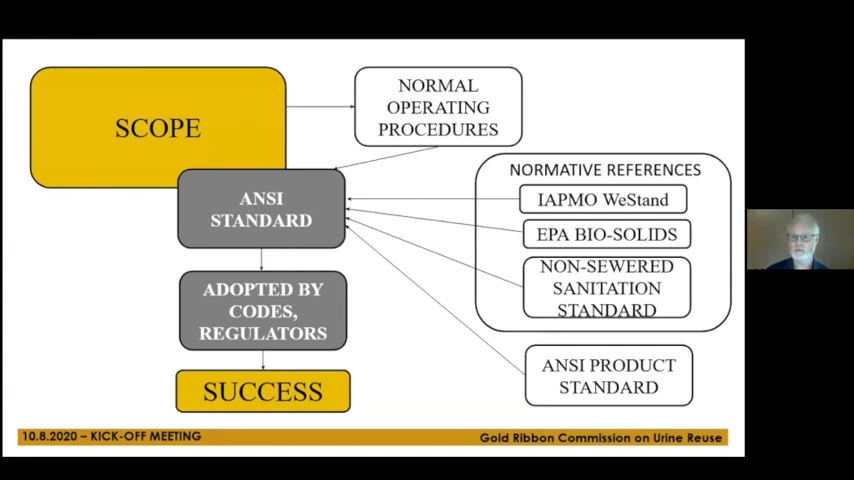 SCOPE
NORMAL
OPERATING
PROCEDURES
ANSI
STANDARD
ADOPTED BY
CODES,
REGULATORS
SUCCESS
NORMATIVE REFERENCES
IAPMO WeStand
EPA BIO-SOLIDS
NON-SEWERED
SANITATION
STANDARD
ANSI PRODUCT
STANDARD
10.8.2020 – KICK-OFF MEETING
Gold Ribbon Commission on Urine Reuse